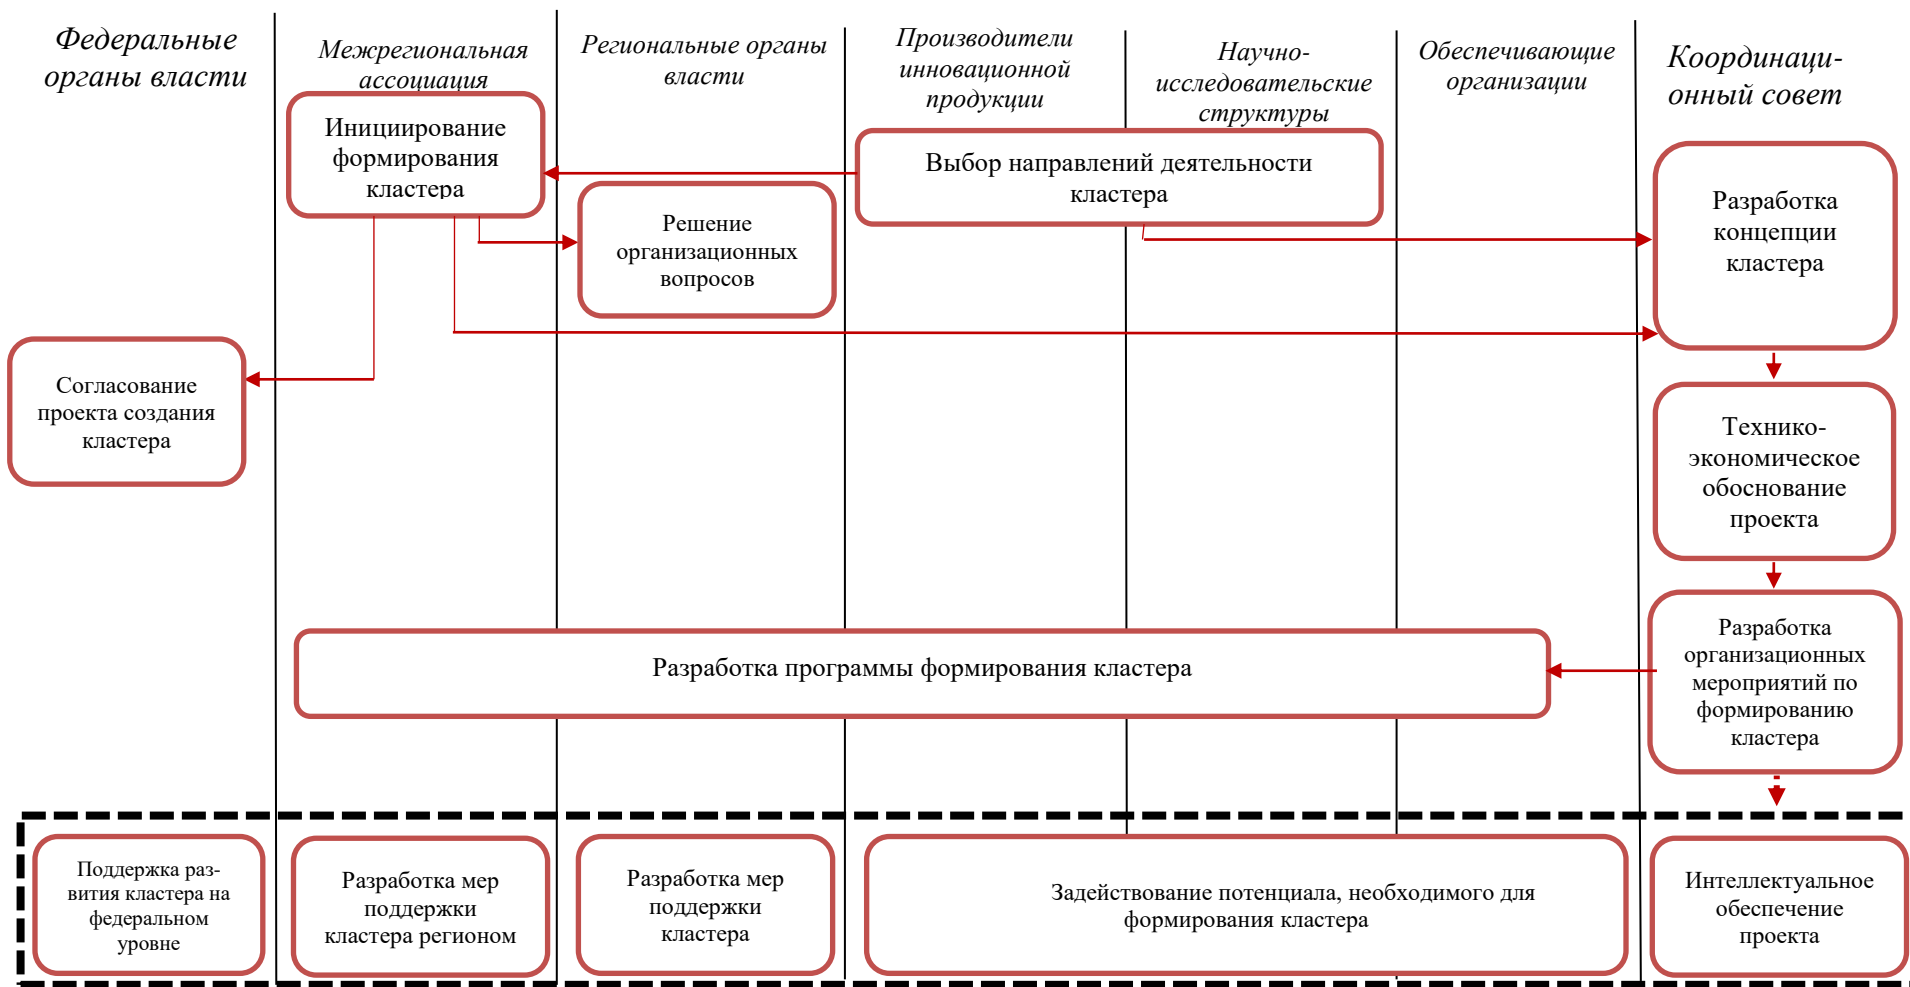 Федеральные
органы власти
Межрегиональная
ассоциация
Региональные органы
власти
Производители
инновационной
продукции
Научно-
исследовательские
структуры
Обеспечивающие
организации
Координаци-
онный совет
Инициирование
формирования
кластера
Выбор направлений деятельности
кластера
Решение
организационных
вопросов
Разработка
концепции
кластера
Согласование
проекта создания
кластера
Технико-
экономическое
обоснование
проекта
Разработка программы формирования кластера
Разработка
организационных
мероприятий по
формированию
кластера
Поддержка раз-
вития кластера на
федеральном
уровне
Разработка мер
поддержки
кластера регионом
Разработка мер
поддержки
кластера
Задействование потенциала, необходимого для
формирования кластера
Интеллектуальное
обеспечение
проекта